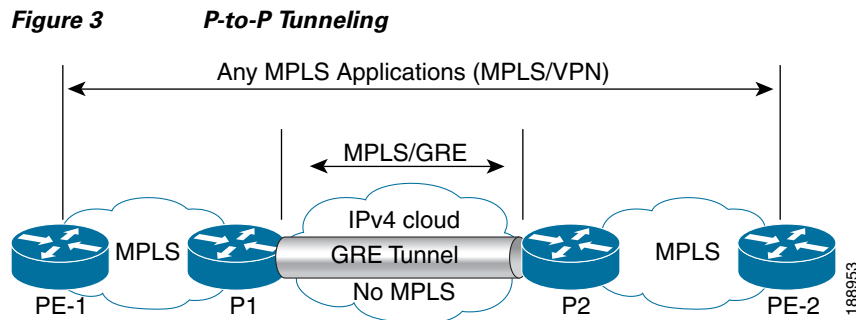 Figure 3 P-to-P Tunneling
Any MPLS Applications (MPLS/VPN)
MPLS/GRE
IPv4 cloud
MPLS
GRE Tunnel
MPLS
No MPLS
PE-1
P1
P2
PE-2
188953